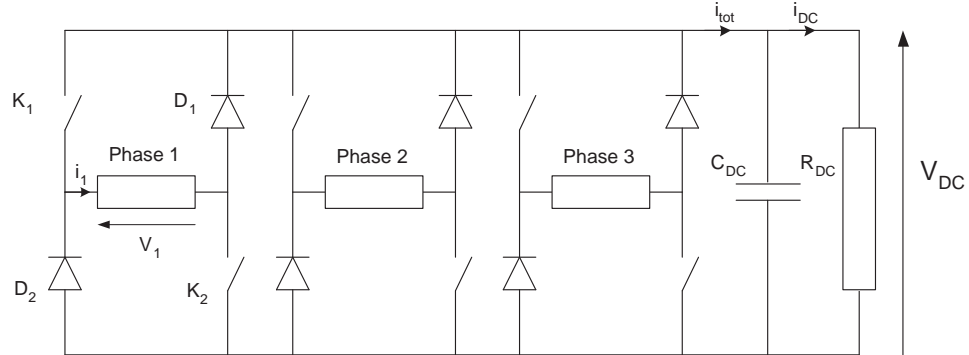 i_tot i_DC
K_1 D_1
Phase 1 Phase 2 Phase 3
i_1 C_DC R_DC V_DC
V_1
D_2 K_2